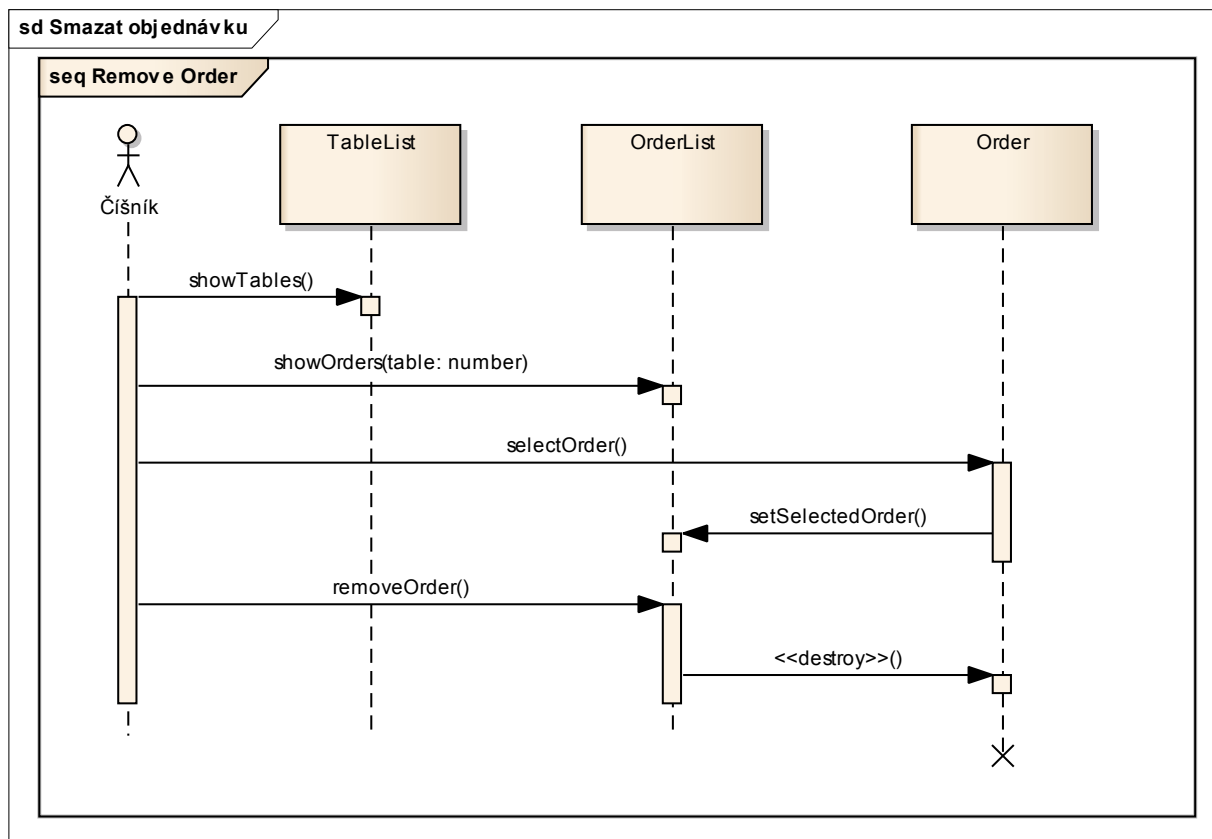 sd Smazat objednávku
seq Remove Order
TableList
OrderList
Order
Číšník
showTables()
showOrders(table: number)
selectOrder()
setSelectedOrder()
removeOrder()
<<destroy>>()